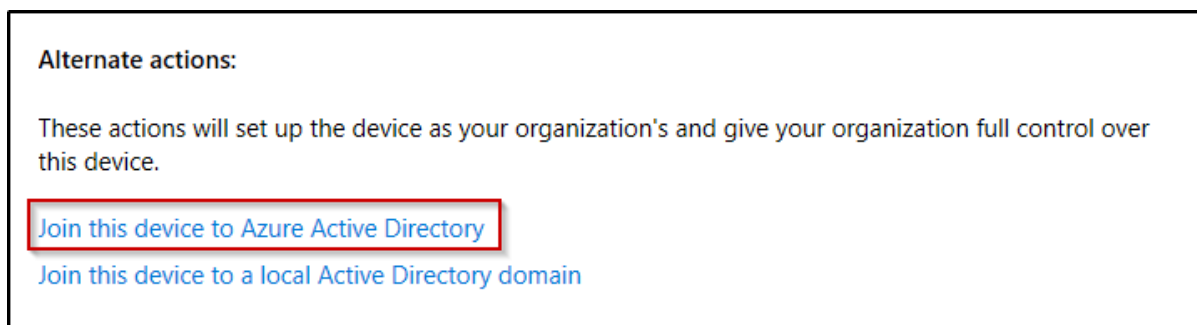 Alternate actions:
These actions will set up the device as your organization's and give your organization full control over
this device.
Join this device to Azure Active Directory
Join this device to a local Active Directory domain